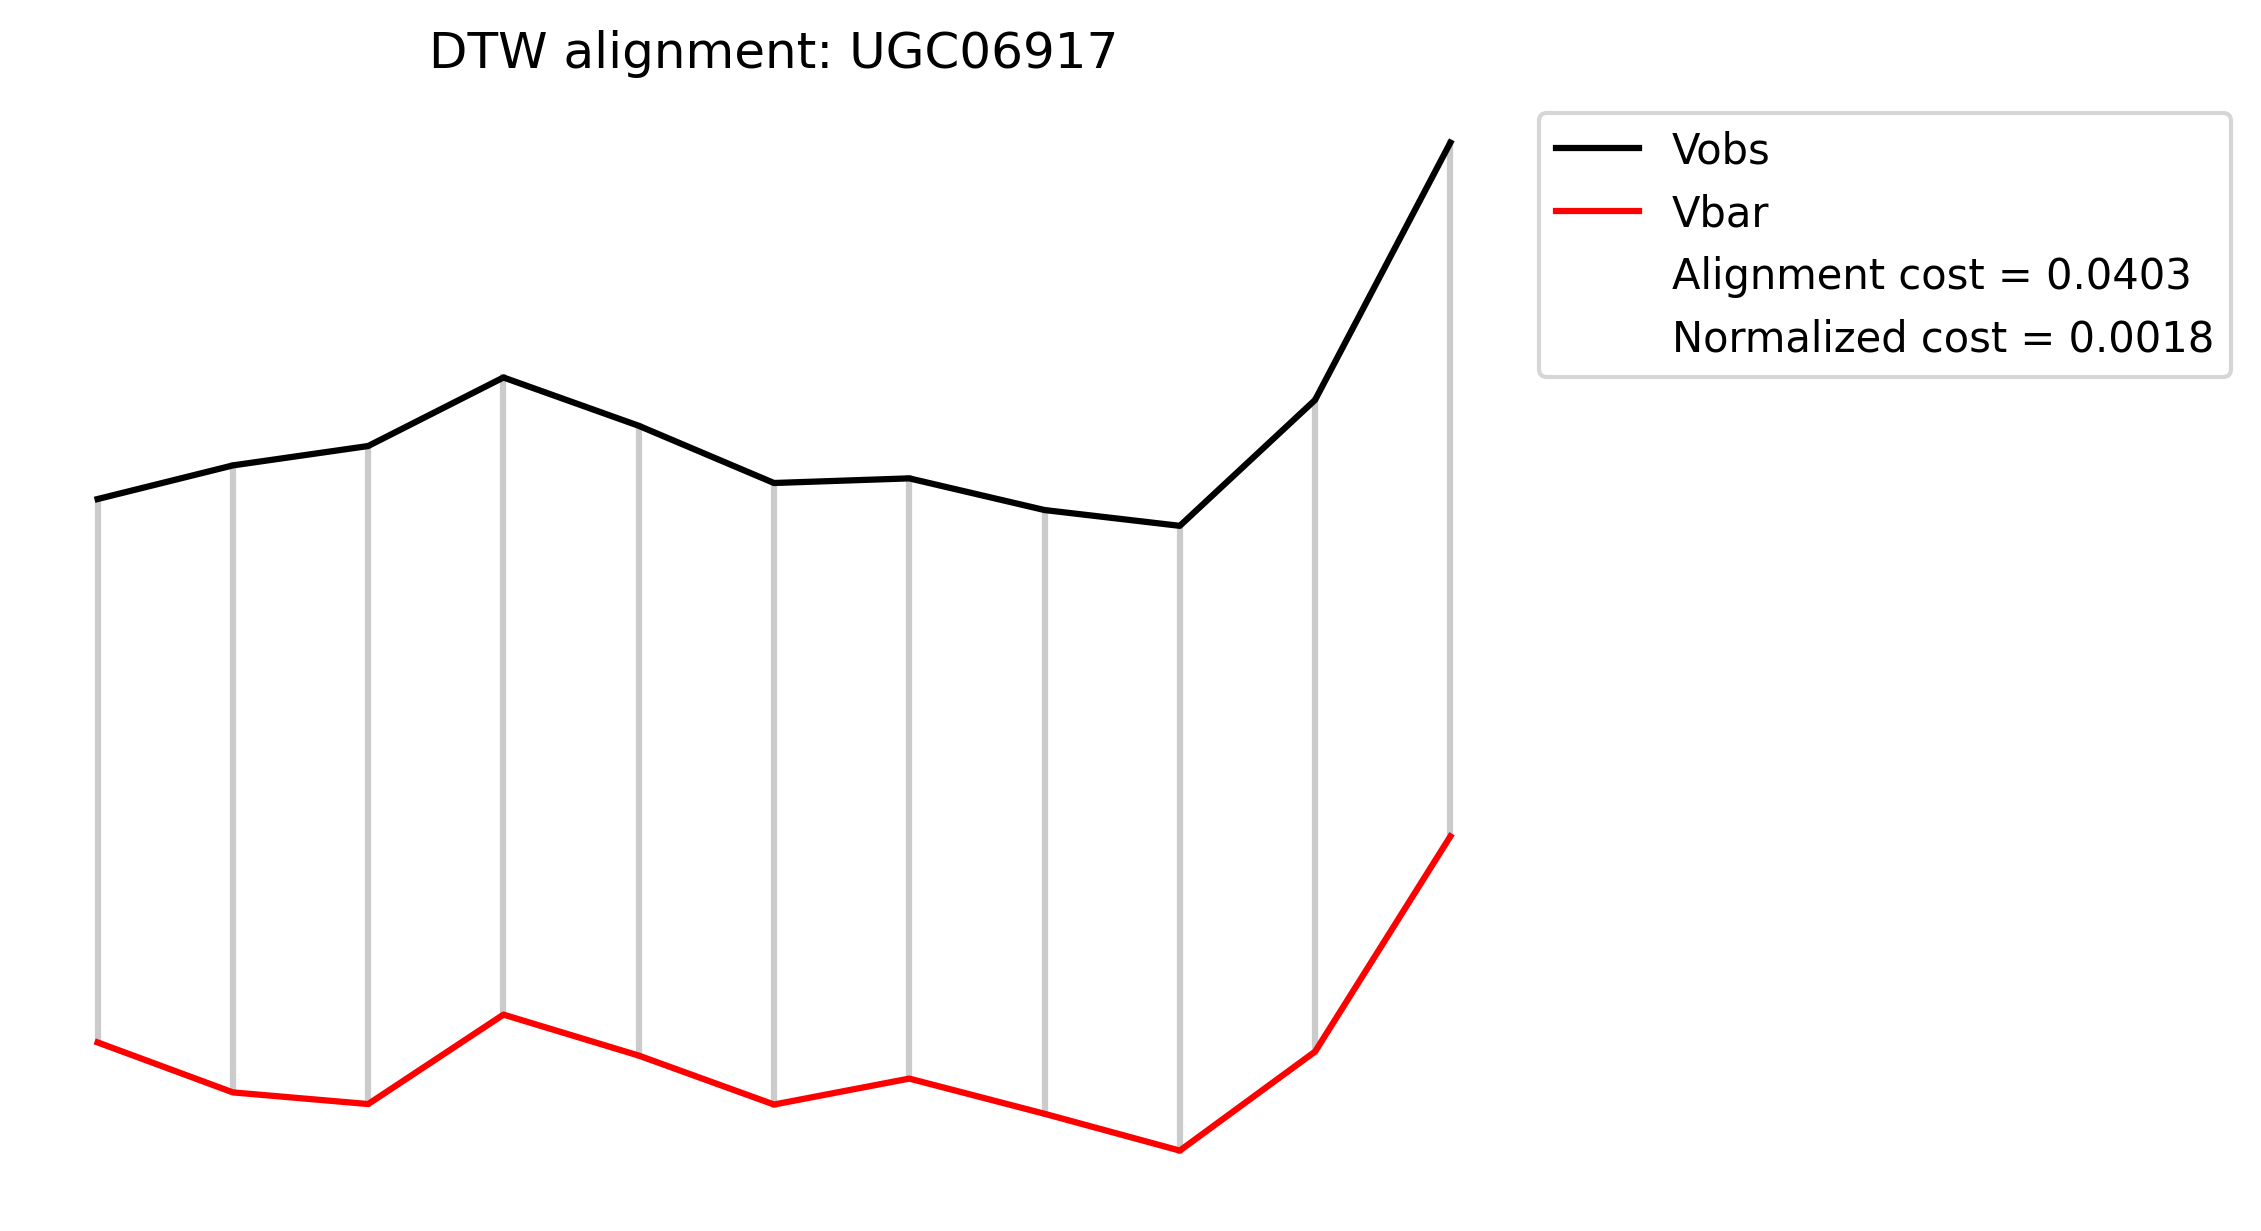 DTW alignment: UGC06917
Vobs
Vbar
Alignment cost = 0.0403
Normalized cost = 0.0018